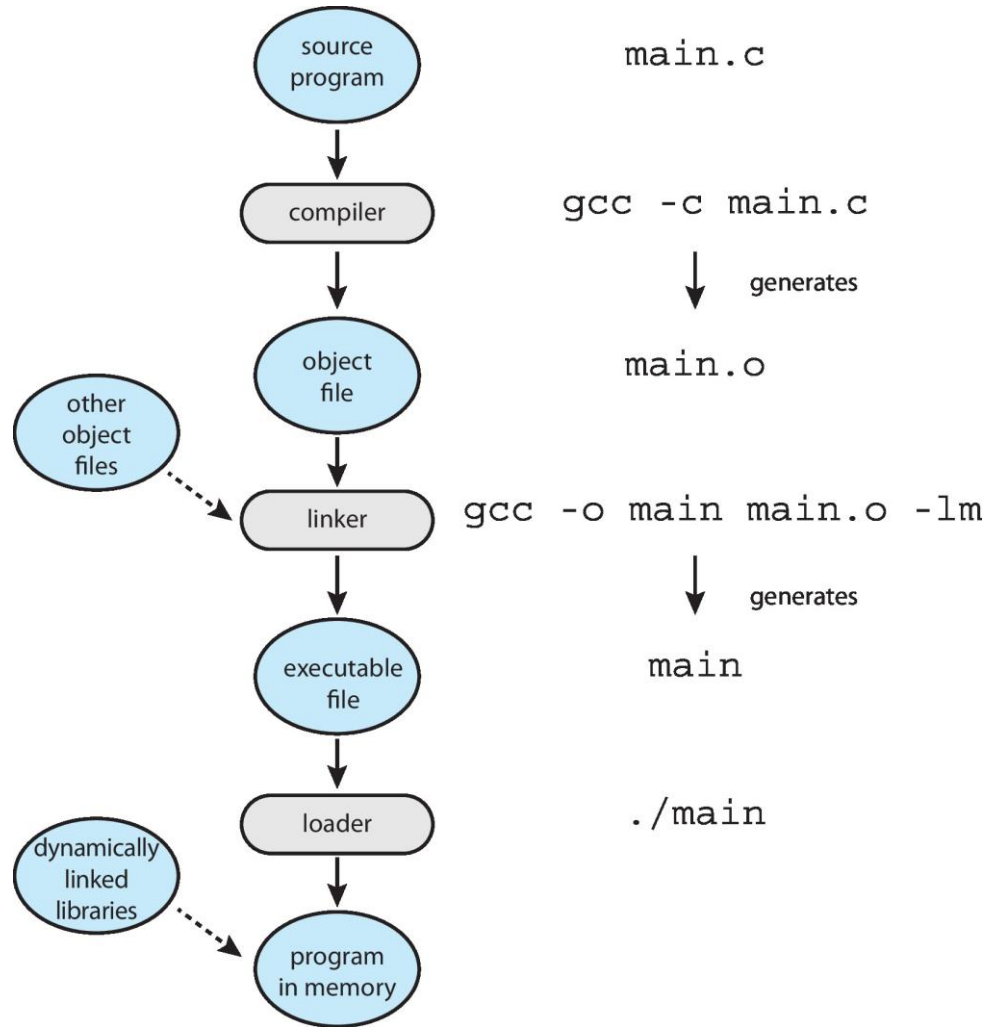 source
program
main.c
compiler
gcc -c main.c
generates
object
file
main.o
other
object
files
linker
gcc -o main main.o -lm
generates
executable
file
main
loader
./main
dynamically
linked
libraries
program
in memory